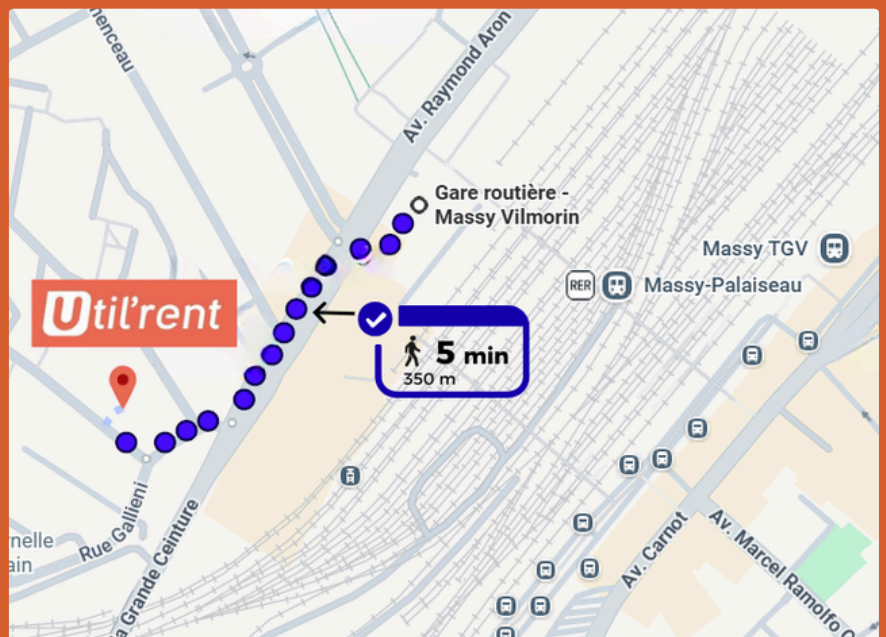 menceau
Av. Raymond Aron
Gare routière -
Massy Vilmorin
Massy TGV
RER
Massy-Palaiseau
Util'rent
5 min
350 m
Rue Gallieni
a Grande Ceinture
nelle
ain
Av. Carnot
Av. Marcel Ramolfo